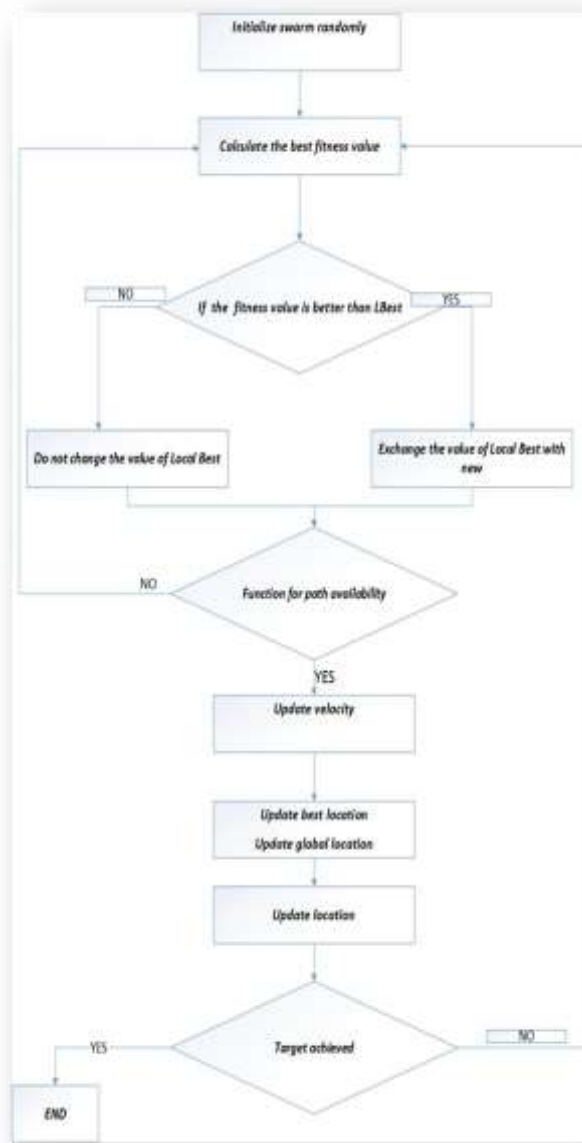 Initialize swarm randomly
Calculate the best fitness value
NO
YES
If the fitness value is better than LBest
Do not change the value of Local Best
Exchange the value of Local Best with
new
Function for path availability
NO
YES
Update velocity
Update best location
Update global location
Update location
Target achieved
YES
NO
END